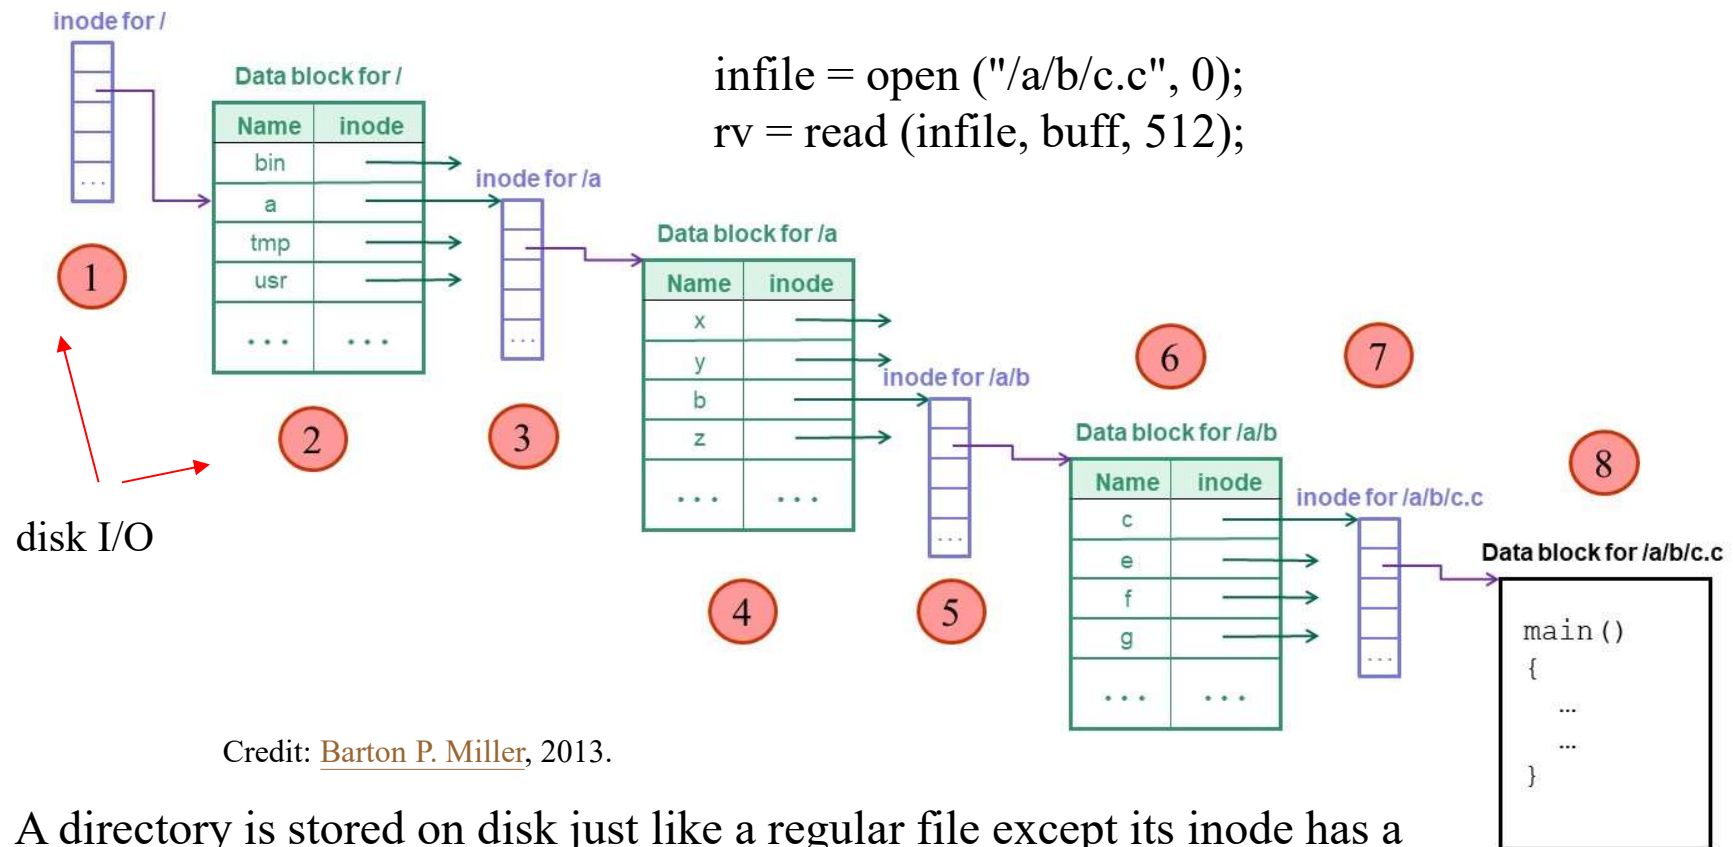 inode for /
Data block for /
Name inode
bin
a
tmp
usr
... ...
...
infile = open ("/a/b/c.c", 0);
rv = read (infile, buff, 512);
inode for /a
...
Data block for /a
Name inode
x
y
b
z
... ...
inode for /a/b
...
Data block for /a/b
Name inode
c
e
f
g
... ...
inode for /a/b/c.c
...
Data block for /a/b/c.c
main()
{
...
...
}
1
2
3
4
5
6
7
8
disk I/O
Credit: Barton P. Miller, 2013.
A directory is stored on disk just like a regular file except its inode has a